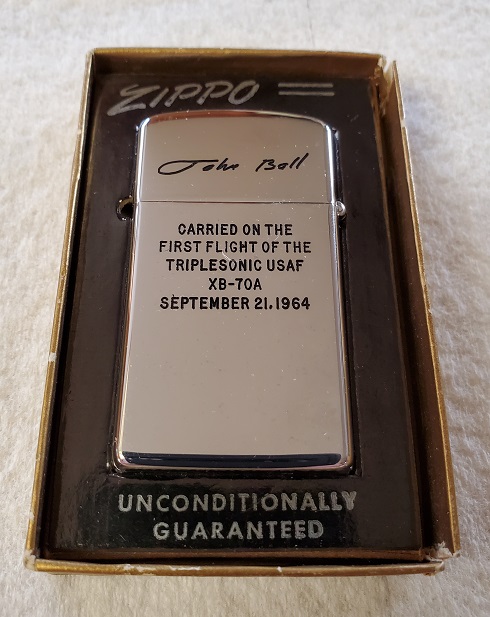 ZIPPO
John Ball
CARRIED ON THE
FIRST FLIGHT OF THE
TRIPLESONIC USAF
XB-70A
SEPTEMBER 21, 1964
UNCONDITIONALLY
GUARANTEED